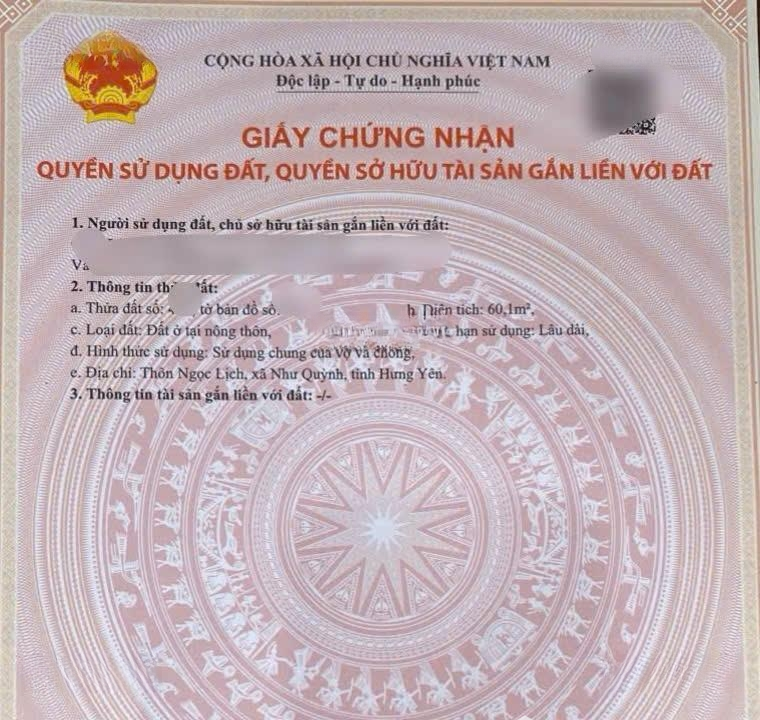 CỘNG HÒA XÃ HỘI CHỦ NGHĨA VIỆT NAM
Độc lập - Tự do - Hạnh phúc
GIẤY CHỨNG NHẬN
QUYỀN SỬ DỤNG ĐẤT, QUYỀN SỞ HỮU TÀI SẢN GẮN LIỀN VỚI ĐẤT
1. Người sử dụng đất, chủ sở hữu tài sản gắn liền với đất:
Và
2. Thông tin đất:
a. Thửa đất số: tờ bản đồ số. Diện tích: 60,1m²,
c. Loại đất: Đất ở tại nông thôn, hạn sử dụng: Lâu dài,
đ. Hình thức sử dụng: Sử dụng chung của Vợ và chồng,
e. Địa chỉ: Thôn Ngọc Lịch, xã Như Quỳnh, tỉnh Hưng Yên.
3. Thông tin tài sản gắn liền với đất: -/-